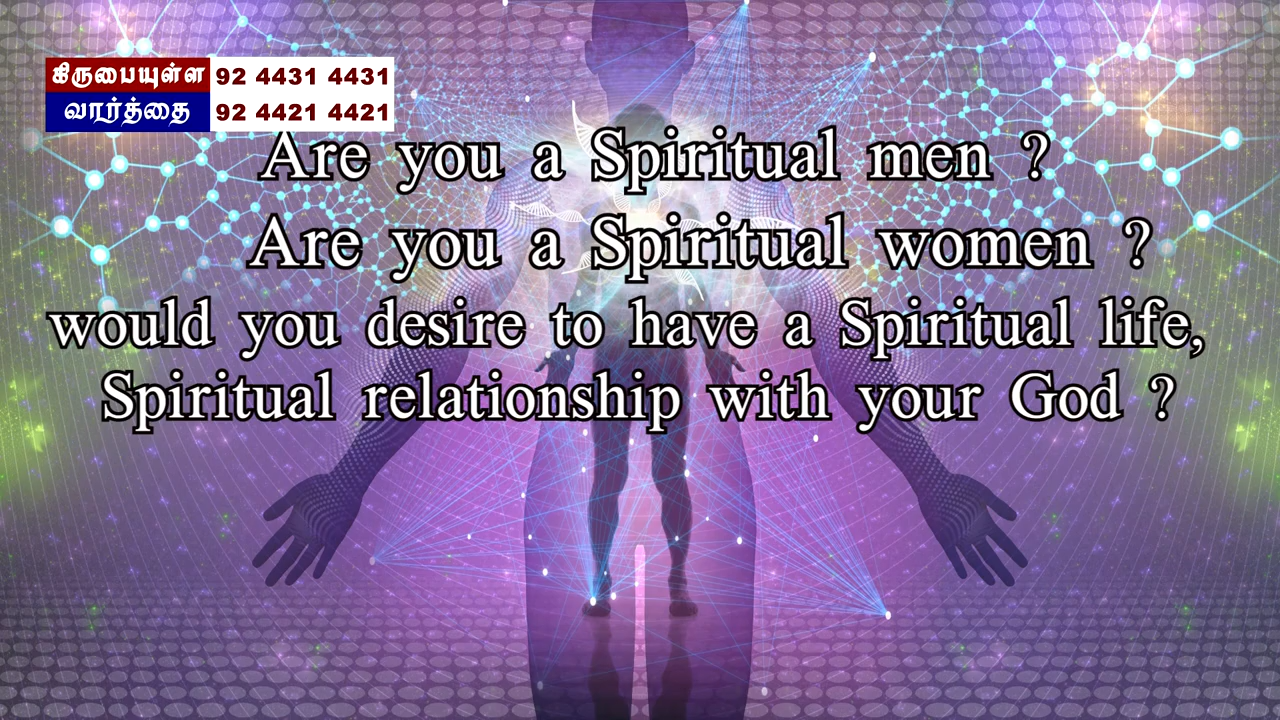 கிருபையுள்ள 92 4431 4431
வார்த்தை 92 4421 4421
Are you a Spiritual men ?
Are you a Spiritual women ?
would you desire to have a Spiritual life,
Spiritual relationship with your God ?